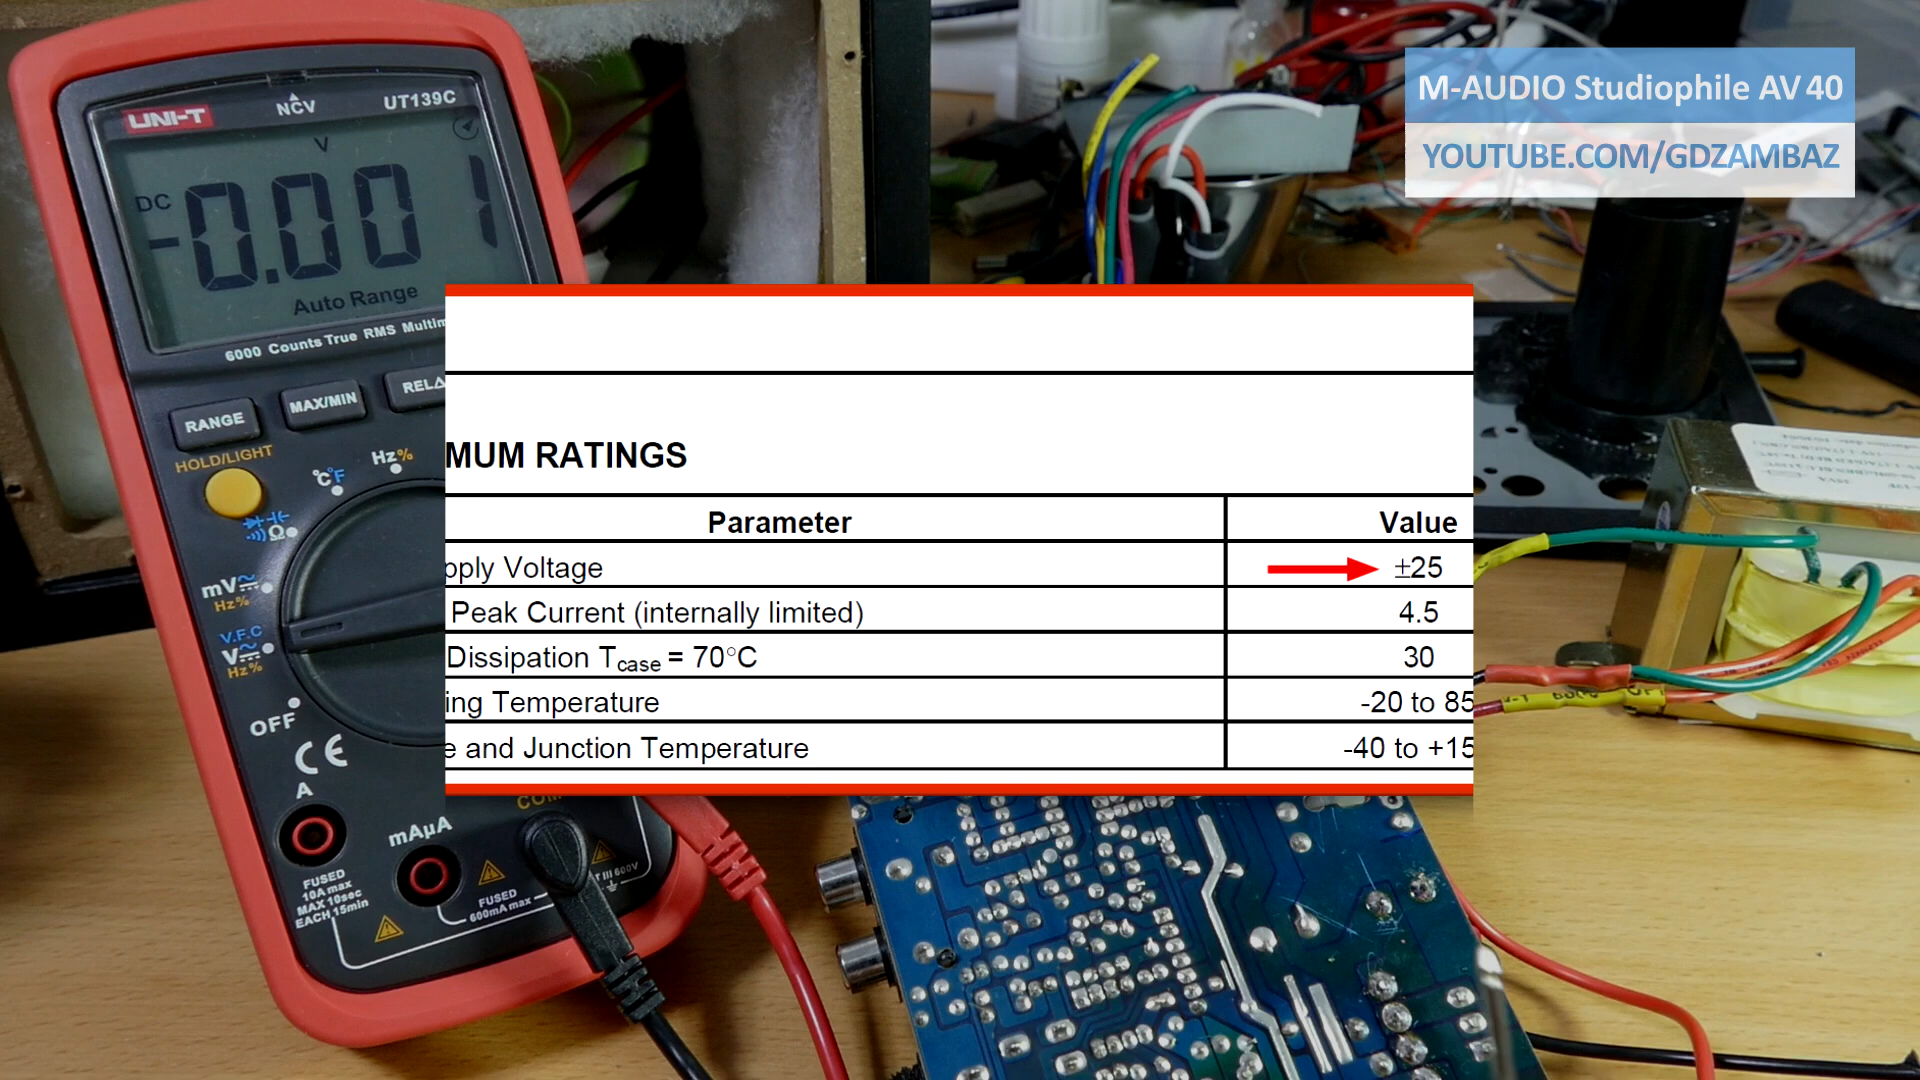 M-AUDIO Studiophile AV 40
YOUTUBE.COM/GDZAMBAZ
UNI-T
NCV
UT139C
V
DC
-0.001
Auto Range
6000 Counts True RMS
RANGE
MAX/MIN
RELΔ
HOLD/LIGHT
°C°F
Hz%
Ω
mV
Hz%
V.F.C
V
Hz%
OFF
CE
A
mAµA
FUSED
10A max
MAX 10sec
EACH 15min
FUSED
600mA max
III 600V
MUM RATINGS
Parameter
Value
pply Voltage
±25
Peak Current (internally limited)
4.5
Dissipation Tcase = 70°C
30
ing Temperature
-20 to 85
e and Junction Temperature
-40 to +15